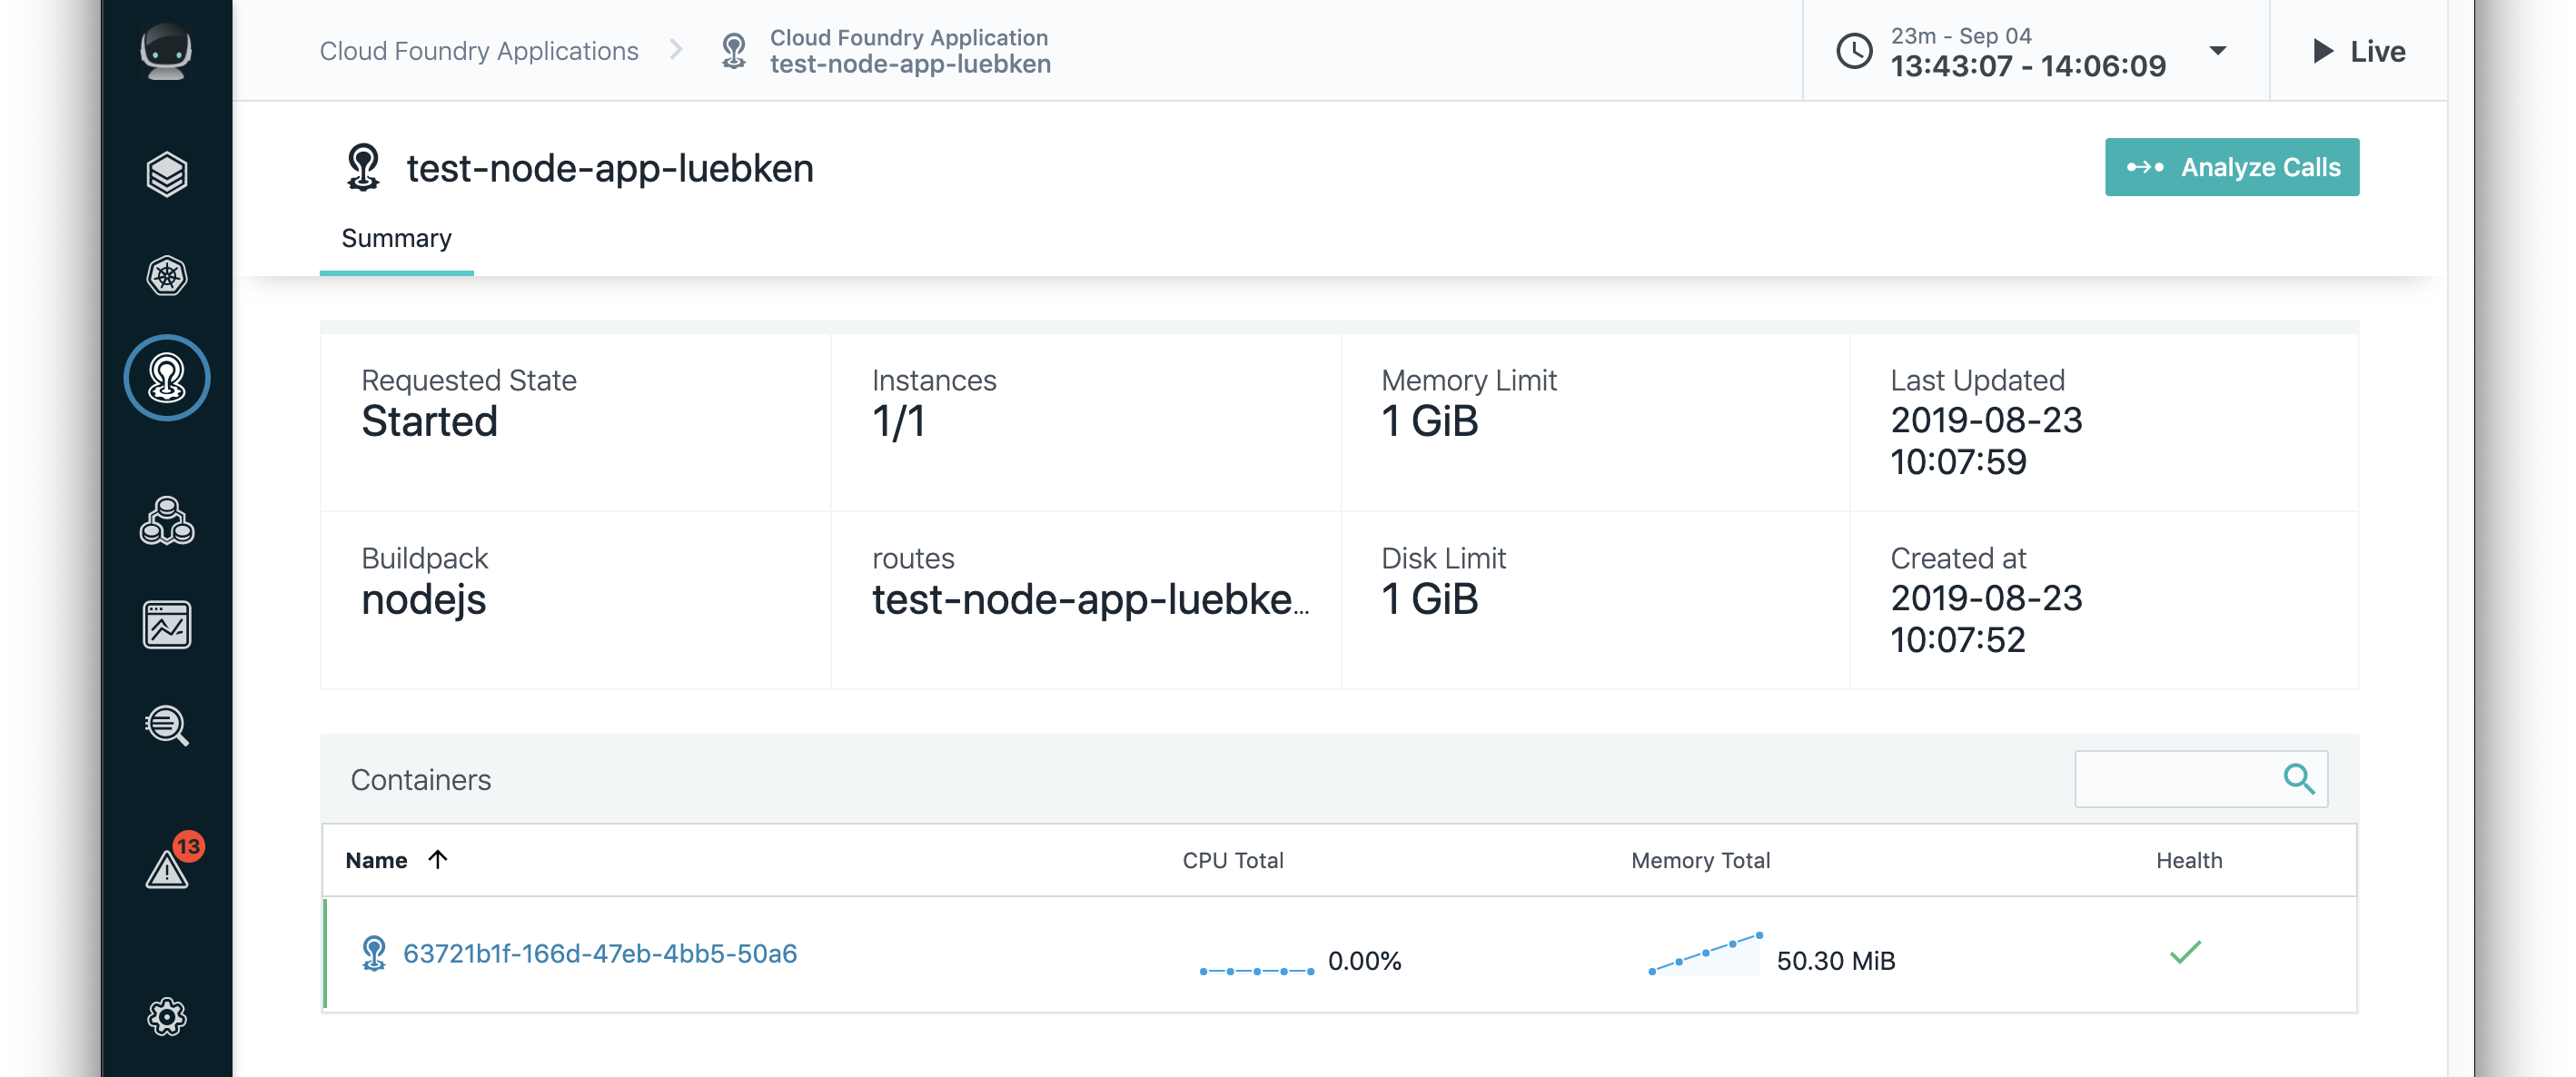 Cloud Foundry Applications
Cloud Foundry Application
test-node-app-luebken
23m - Sep 04
13:43:07 - 14:06:09
Live
test-node-app-luebken
Analyze Calls
Summary
Requested State
Started
Instances
1/1
Memory Limit
1 GiB
Last Updated
2019-08-23
10:07:59
Buildpack
nodejs
routes
test-node-app-luebke...
Disk Limit
1 GiB
Created at
2019-08-23
10:07:52
Containers
13
Name
CPU Total
Memory Total
Health
63721b1f-166d-47eb-4bb5-50a6
0.00%
50.30 MiB